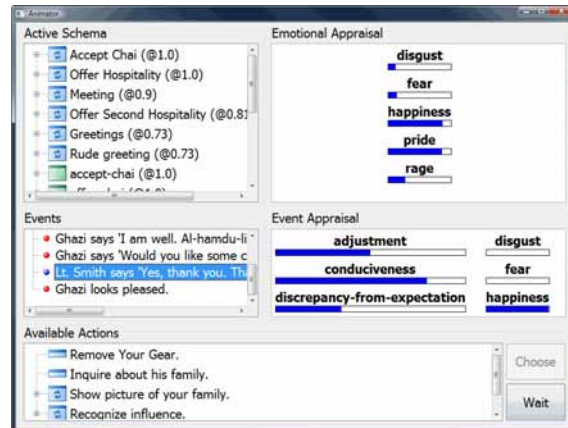 Animator
Active Schema
Accept Chai (@1.0)
Offer Hospitality (@1.0)
Meeting (@0.9)
Offer Second Hospitality (@0.81
Greetings (@0.73)
Rude greeting (@0.73)
accept-chai (@1.0)
Emotional Appraisal
disgust
fear
happiness
pride
rage
Events
Ghazi says 'I am well. Al-hamdu-li
Ghazi says 'Would you like some c
Lt. Smith says 'Yes, thank you. Tha
Ghazi looks pleased.
Event Appraisal
adjustment
disgust
conduciveness
fear
discrepancy-from-expectation
happiness
Available Actions
Remove Your Gear.
Inquire about his family.
Show picture of your family.
Recognize influence.
Choose
Wait